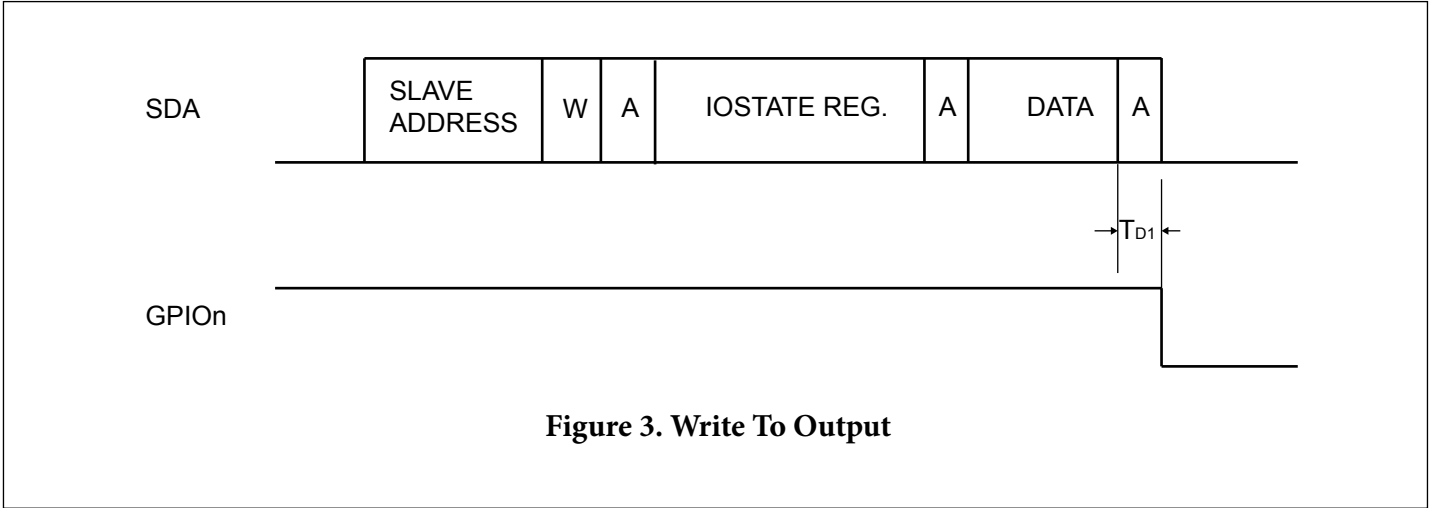 SDA
SLAVE
ADDRESS
W
A
IOSTATE REG.
A
DATA
A
TD1
GPIOn
Figure 3. Write To Output